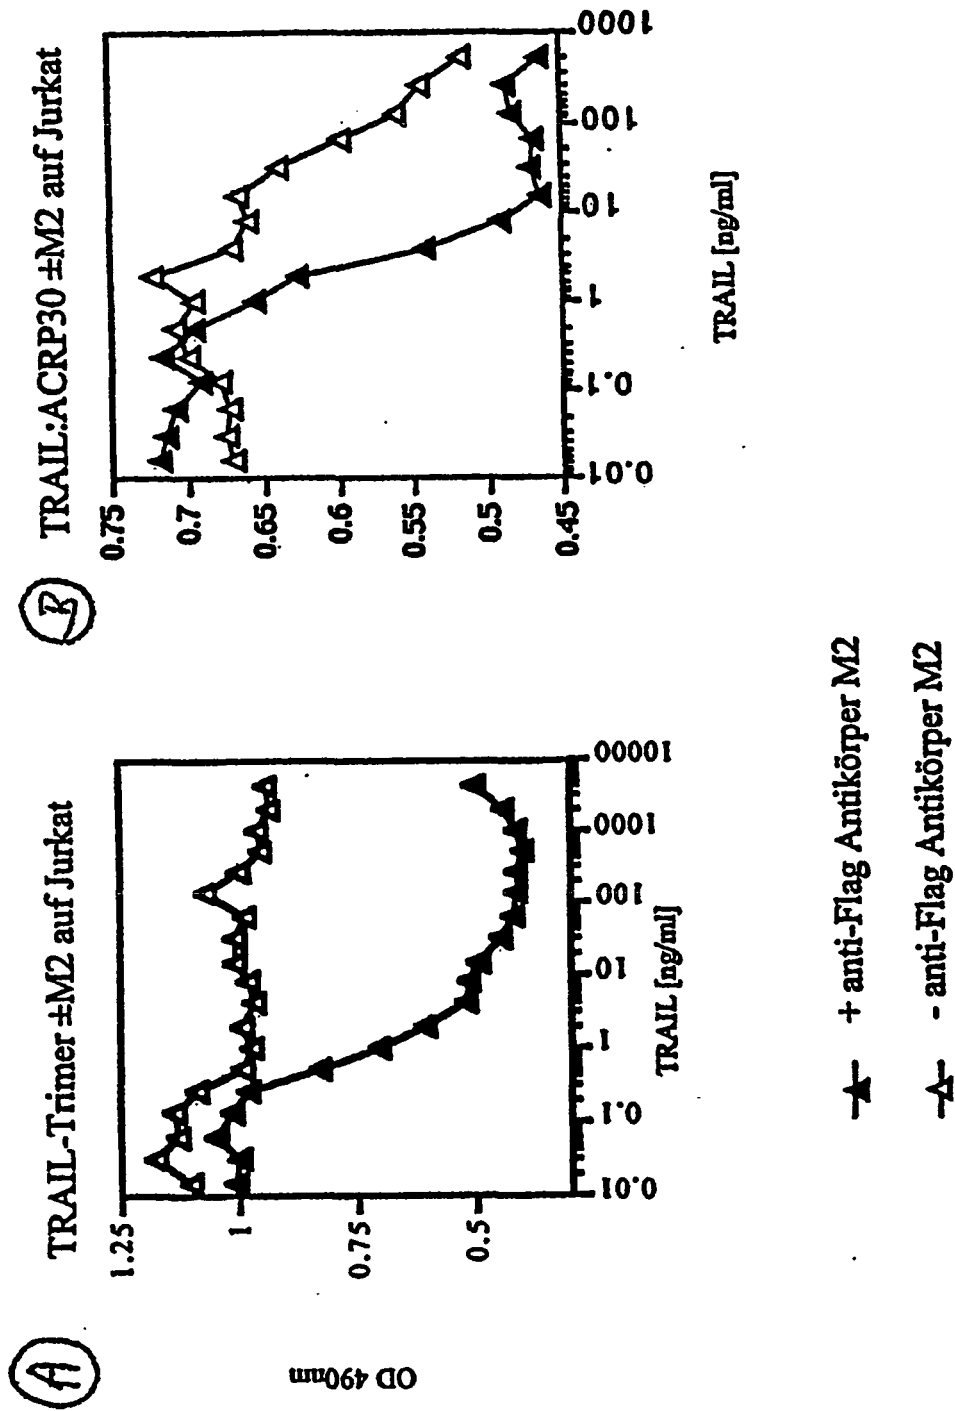 A
TRAIL-Trimer ±M2 auf Jurkat
OD 490nm
1.25
1
0.75
0.5
0.01
0.1
1
10
100
1000
10000
TRAIL [ng/ml]
B
TRAIL:ACRP30 ±M2 auf Jurkat
0.75
0.7
0.65
0.6
0.55
0.5
0.45
0.01
0.1
1
10
100
1000
TRAIL [ng/ml]
+ anti-Flag Antikörper M2
- anti-Flag Antikörper M2